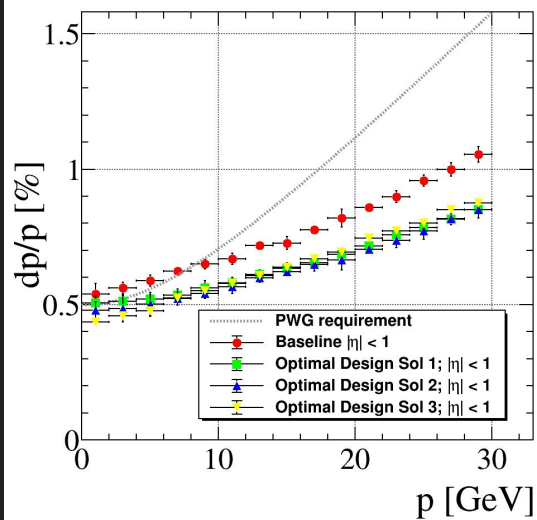 dp/p [%]
1.5
1
0.5
0
PWG requirement
Baseline |η| < 1
Optimal Design Sol 1; |η| < 1
Optimal Design Sol 2; |η| < 1
Optimal Design Sol 3; |η| < 1
0 10 20 30
p [GeV]